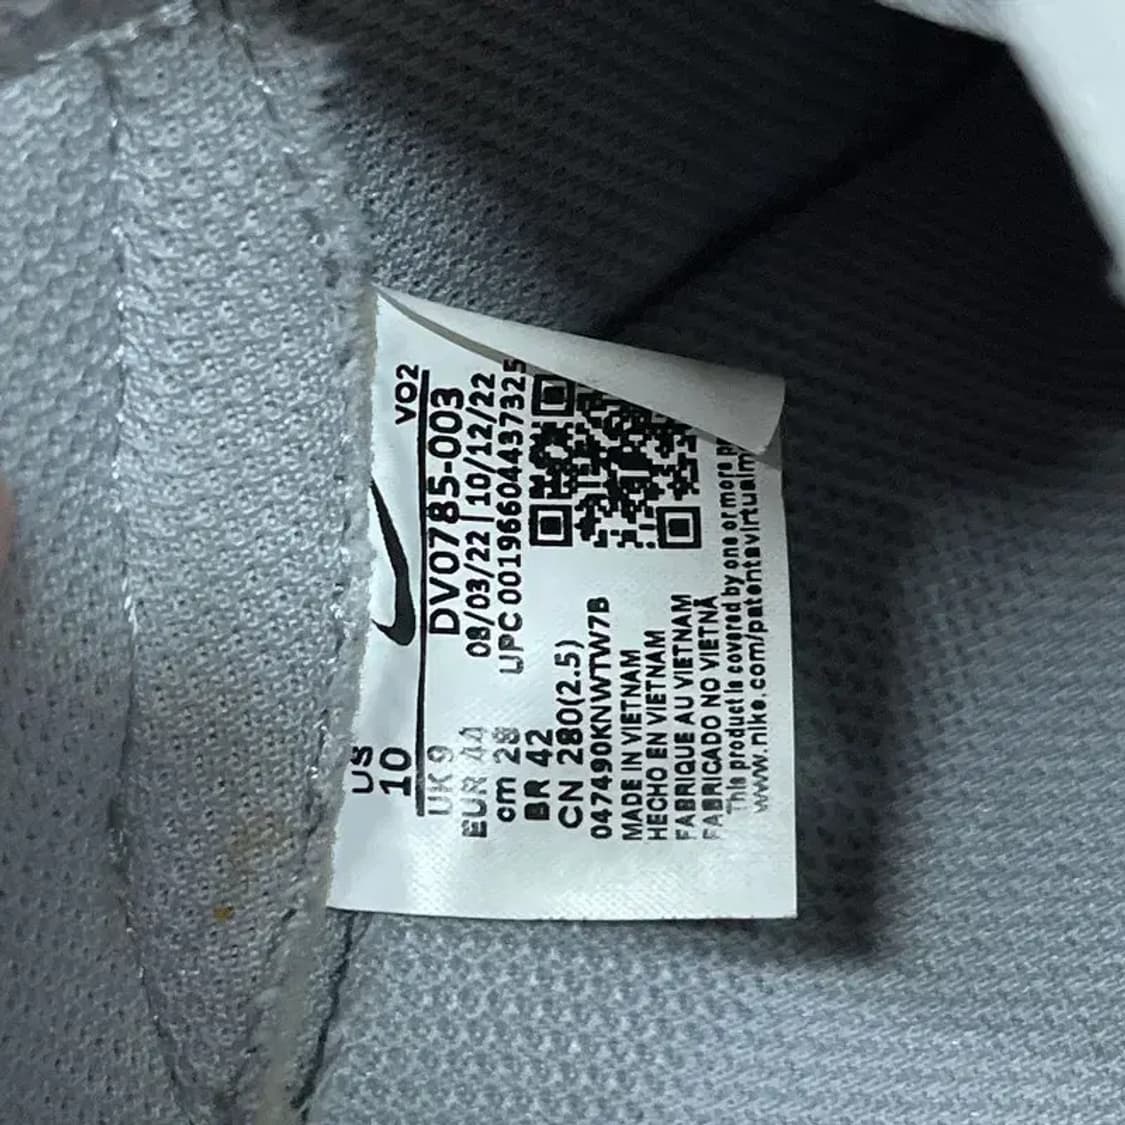 US
10
VO2
UK 9
EUR 44
cm 28
BR 42
CN 280(2.5)
DV0785-003
08/03/22 | 10/12/22
UPC 00196604437325
047490KNWTW7B
MADE IN VIETNAM
HECHO EN VIETNAM
FABRIQUE AU VIETNAM
FABRICADO NO VIETNÃ
This product is covered by one or more
www.nike.com/patentavirtualm